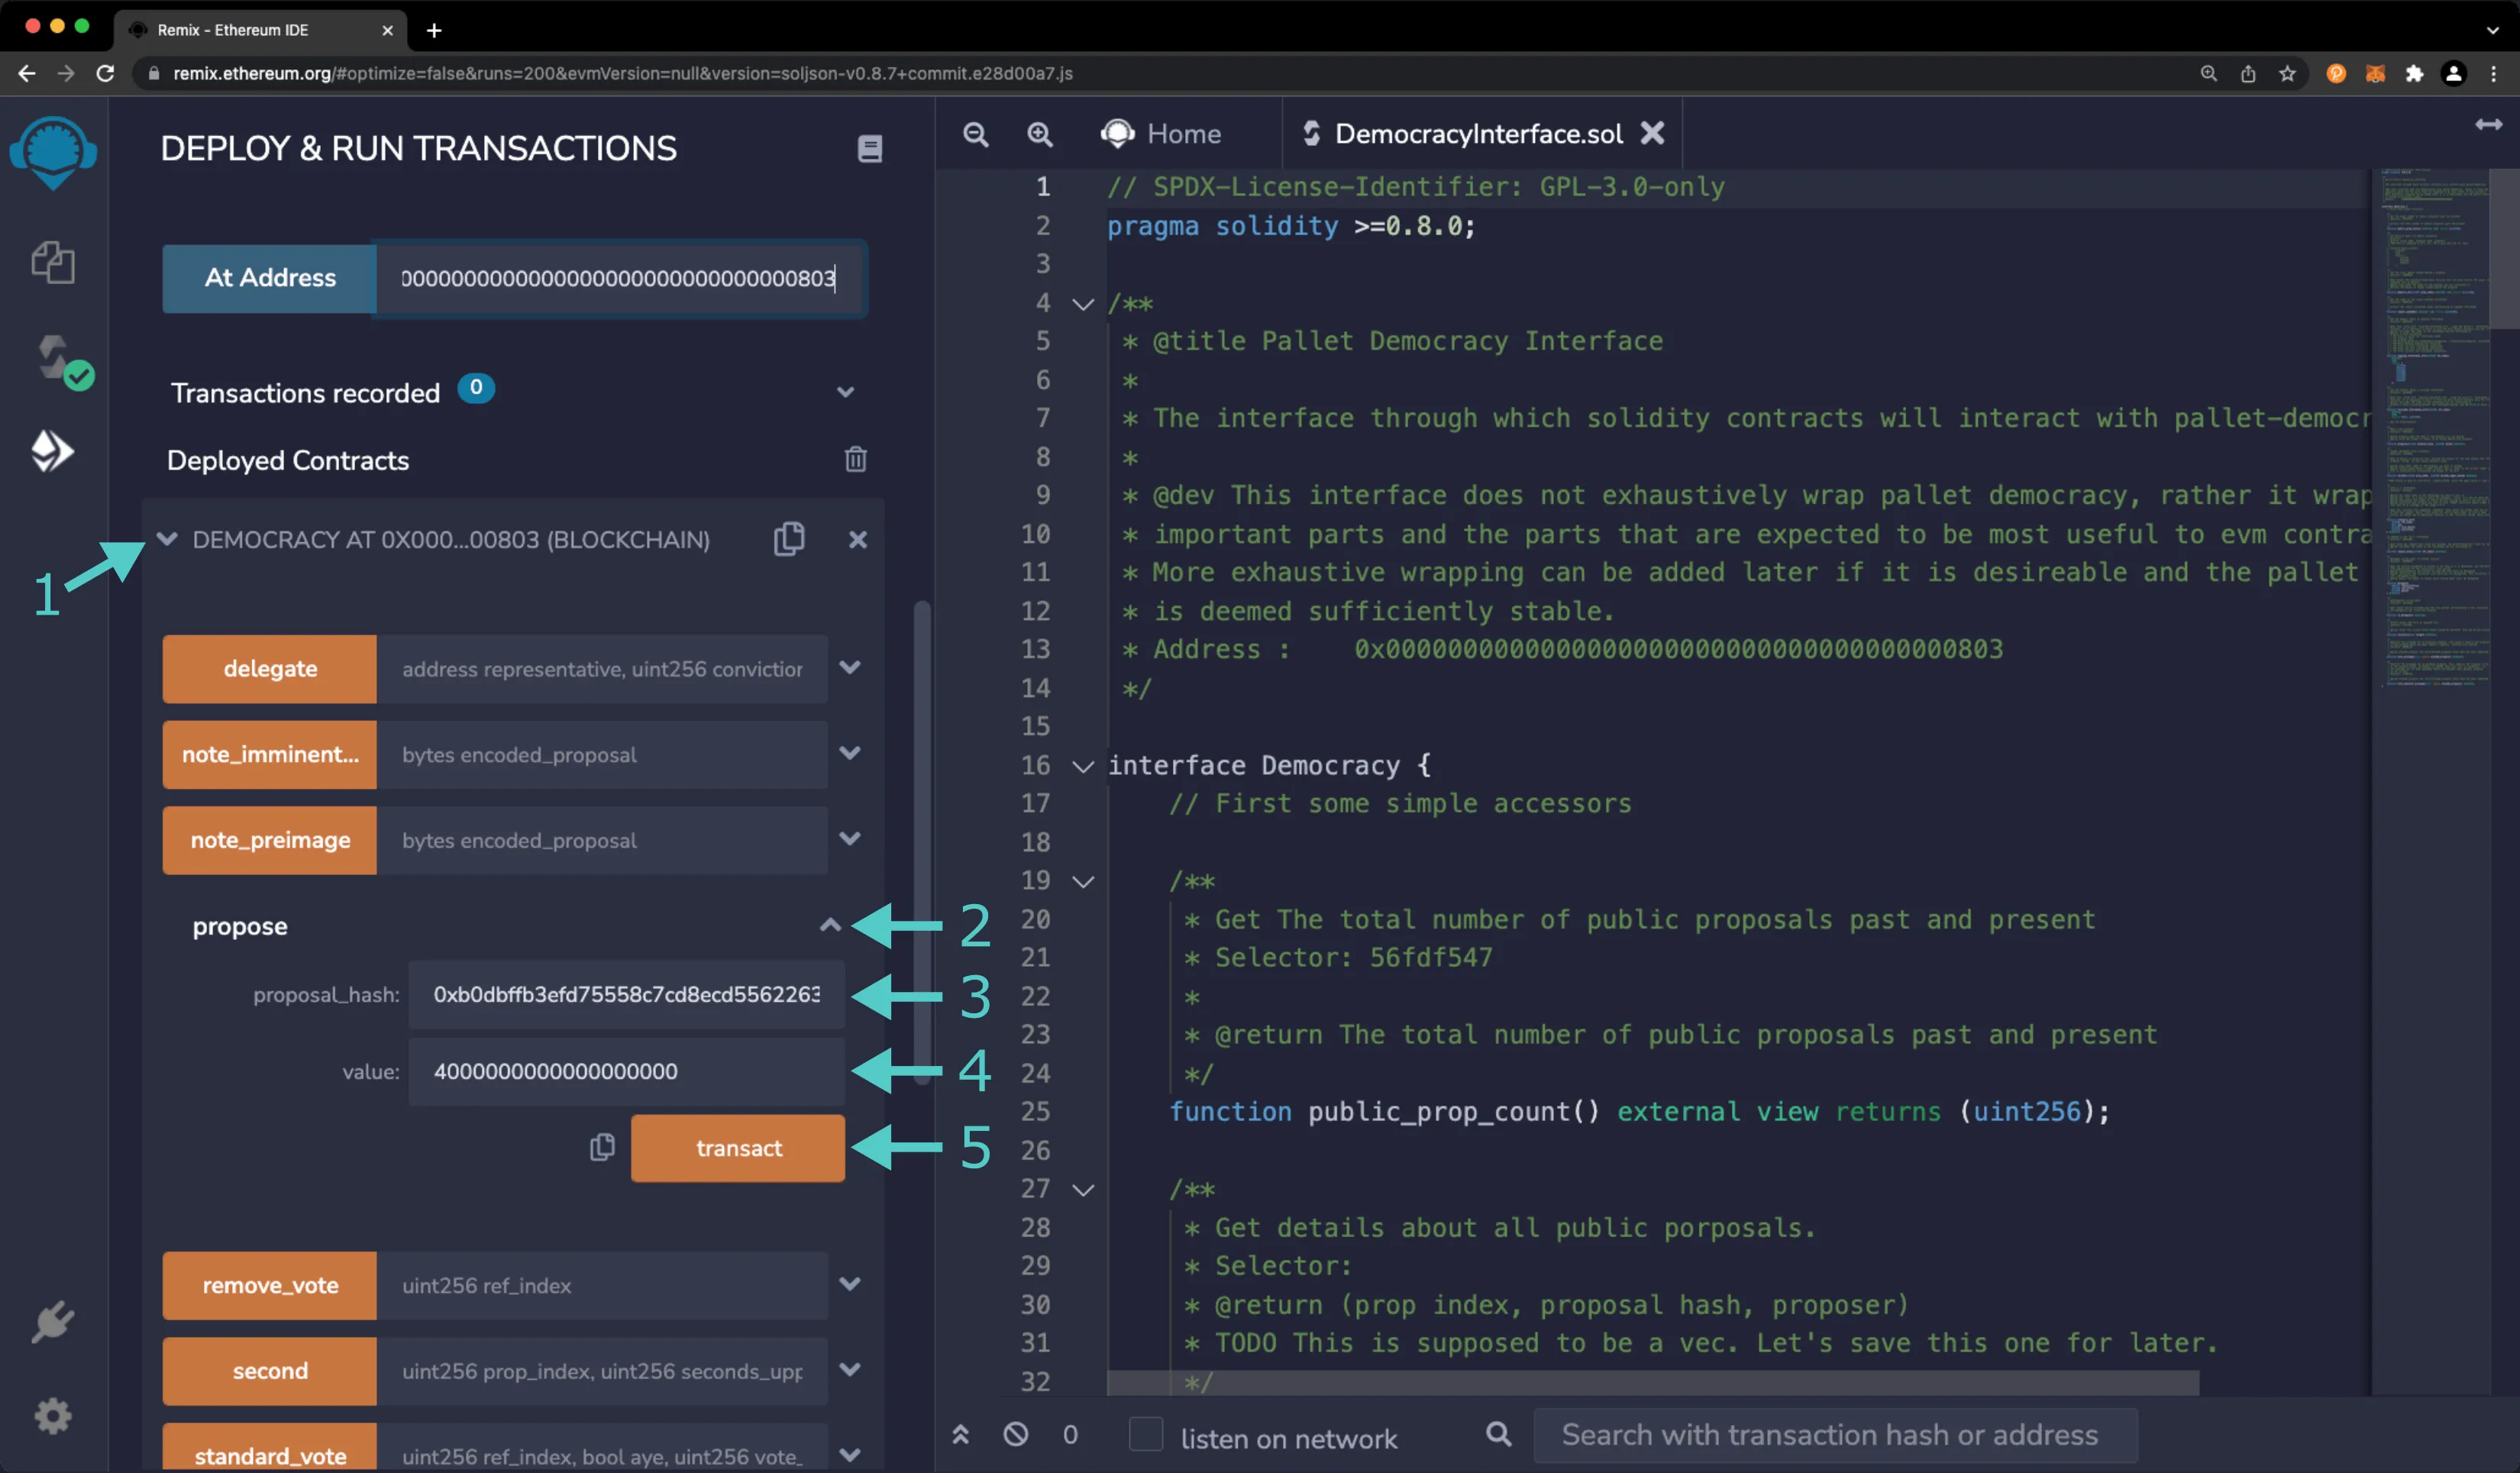 Remix - Ethereum IDE
remix.ethereum.org/#optimize=false&runs=200&evmVersion=null&version=soljson-v0.8.7+commit.e28d00a7.js
DEPLOY & RUN TRANSACTIONS
At Address
Transactions recorded 0
Deployed Contracts
DEMOCRACY AT 0X000...00803 (BLOCKCHAIN)
1
delegate address representative, uint256 conviction
note_imminent... bytes encoded_proposal
note_preimage bytes encoded_proposal
propose
2
proposal_hash: 0xb0dbffb3efd75558c7cd8ecd5562263
3
value: 4000000000000000000
4
transact
5
remove_vote uint256 ref_index
second uint256 prop_index, uint256 seconds_upp
standard_vote uint256 ref_index, bool aye, uint256 vote_
Home
DemocracyInterface.sol
1 // SPDX-License-Identifier: GPL-3.0-only
2 pragma solidity >=0.8.0;
3
4 /**
5 * @title Pallet Democracy Interface
6 *
7 * The interface through which solidity contracts will interact with pallet-democr
8 *
9 * @dev This interface does not exhaustively wrap pallet democracy, rather it wrap
10 * important parts and the parts that are expected to be most useful to evm contra
11 * More exhaustive wrapping can be added later if it is desireable and the pallet
12 * is deemed sufficiently stable.
13 * Address : 0x0000000000000000000000000000000000000803
14 */
15
16 interface Democracy {
17 // First some simple accessors
18
19 /**
20 * Get The total number of public proposals past and present
21 * Selector: 56fdf547
22 *
23 * @return The total number of public proposals past and present
24 */
25 function public_prop_count() external view returns (uint256);
26
27 /**
28 * Get details about all public porposals.
29 * Selector:
30 * @return (prop index, proposal hash, proposer)
31 * TODO This is supposed to be a vec. Let's save this one for later.
32 */
0 listen on network Search with transaction hash or address